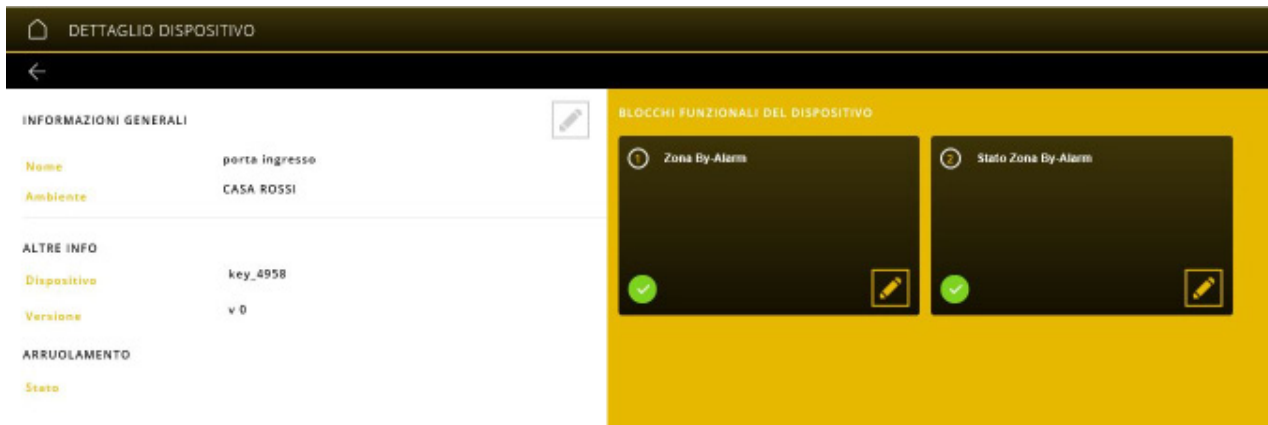 DETTAGLIO DISPOSITIVO
INFORMAZIONI GENERALI
Nome porta ingresso
Ambiente CASA ROSSI
ALTRE INFO
Dispositivo key_4958
Versione v 0
ARRUOLAMENTO
Stato
BLOCCHI FUNZIONALI DEL DISPOSITIVO
1 Zona By-Alarm
2 Stato Zona By-Alarm